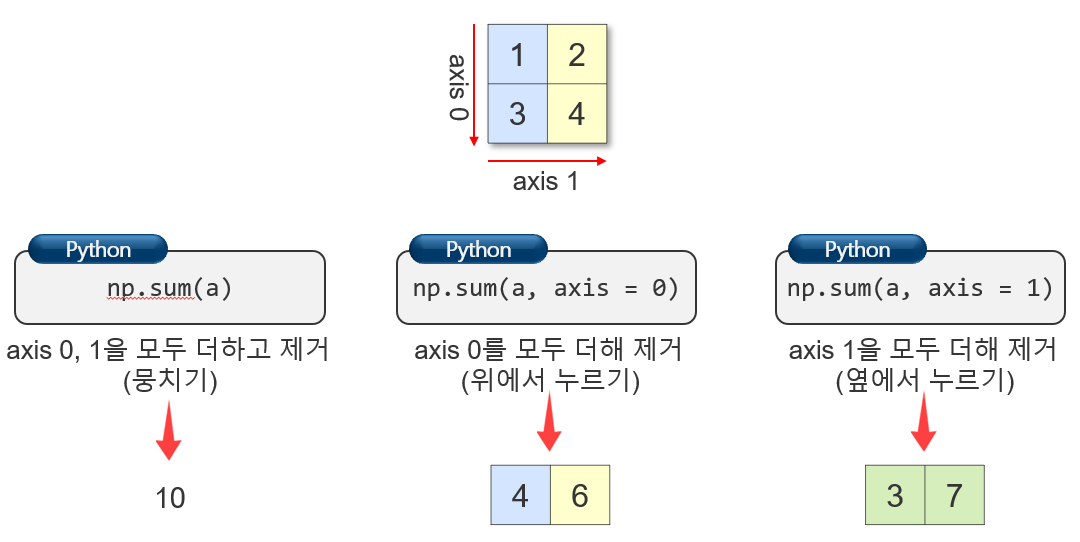 axis 0
1 2
3 4
axis 1
Python
np.sum(a)
axis 0, 1을 모두 더하고 제거
(뭉치기)
10
Python
np.sum(a, axis = 0)
axis 0를 모두 더해 제거
(위에서 누르기)
4 6
Python
np.sum(a, axis = 1)
axis 1을 모두 더해 제거
(옆에서 누르기)
3 7